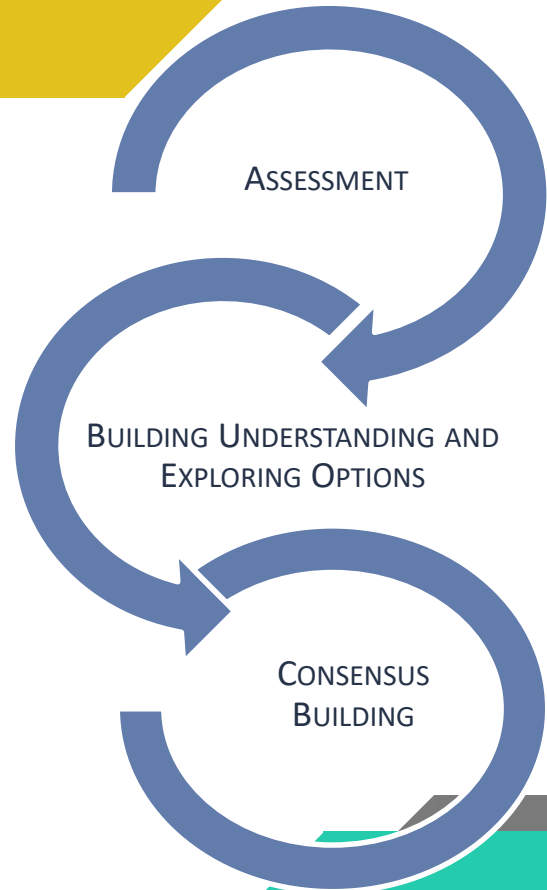 Assessment
Building Understanding and
Exploring Options
Consensus
Building